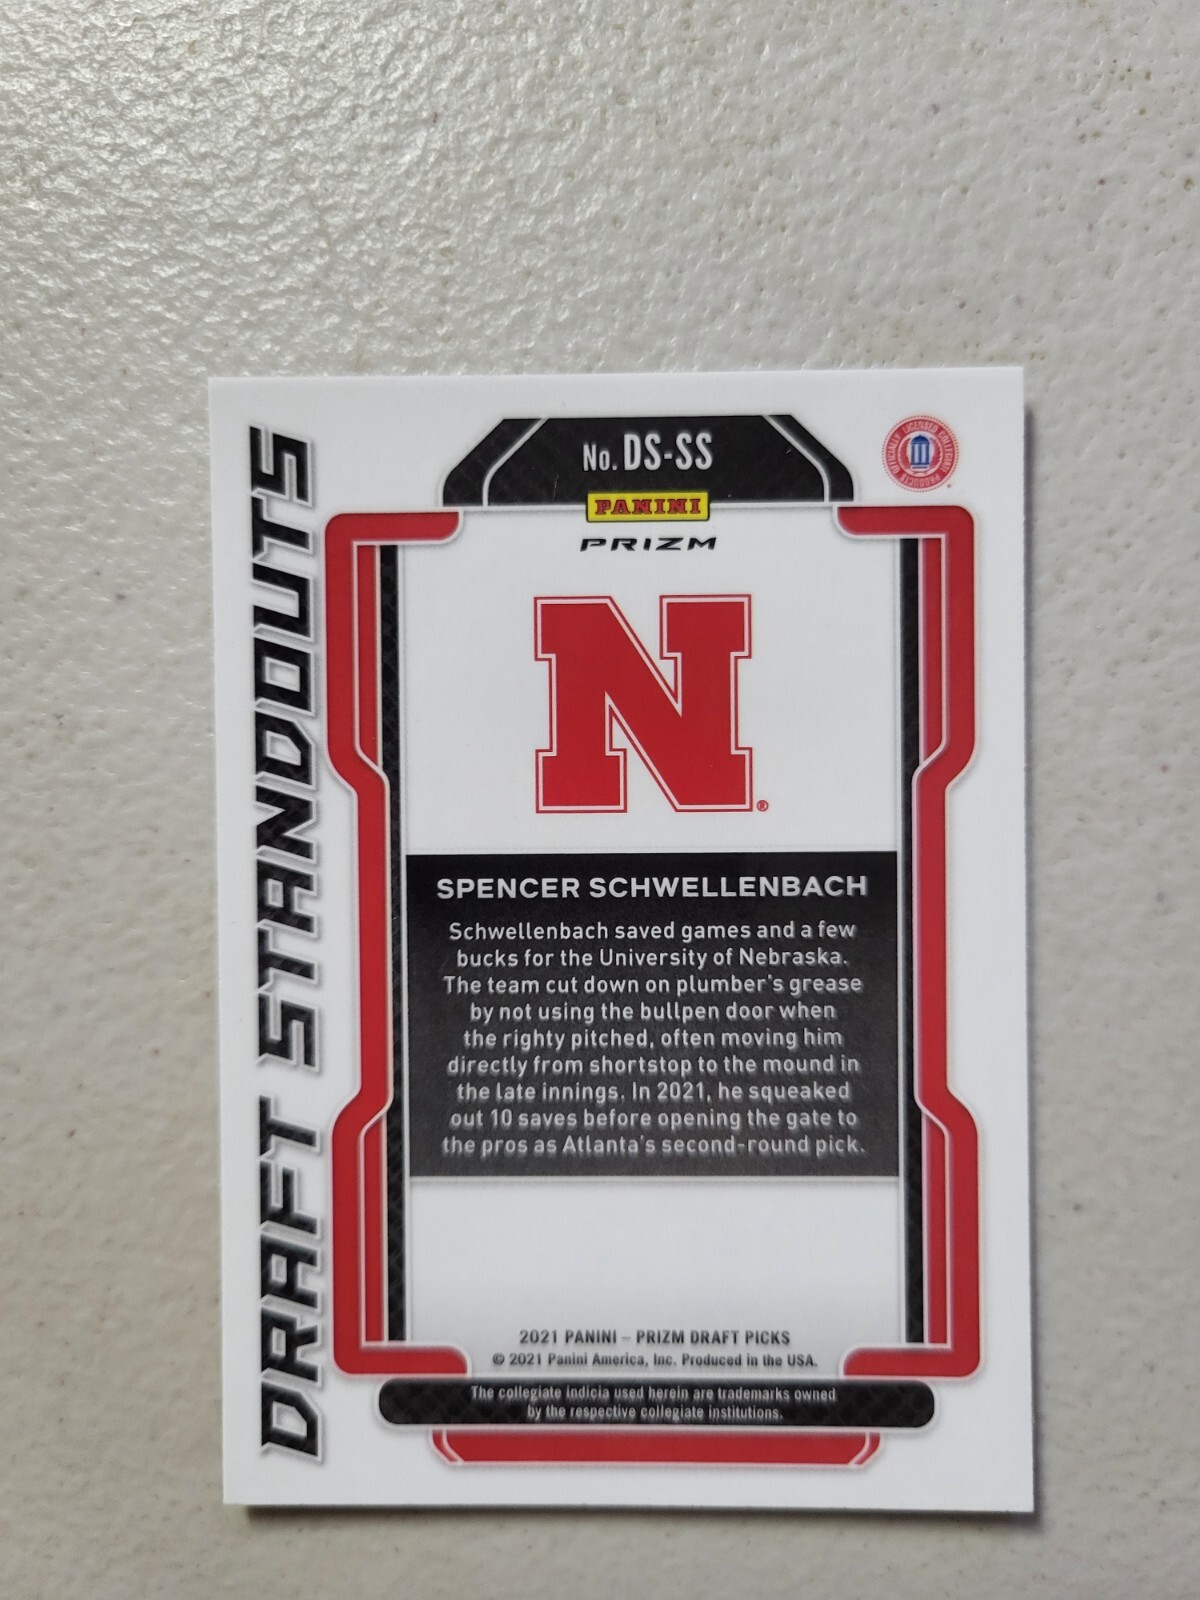 No. DS-SS
OFFICIALLY LICENSED COLLEGIATE PRODUCTS
PANINI
PRIZM
DRAFT STANDOUTS
N
®
SPENCER SCHWELLENBACH
Schwellenbach saved games and a few
bucks for the University of Nebraska.
The team cut down on plumber's grease
by not using the bullpen door when
the righty pitched, often moving him
directly from shortstop to the mound in
the late innings. In 2021, he squeaked
out 10 saves before opening the gate to
the pros as Atlanta's second-round pick.
2021 PANINI – PRIZM DRAFT PICKS
© 2021 Panini America, Inc. Produced in the USA.
The collegiate indicia used herein are trademarks owned
by the respective collegiate institutions.